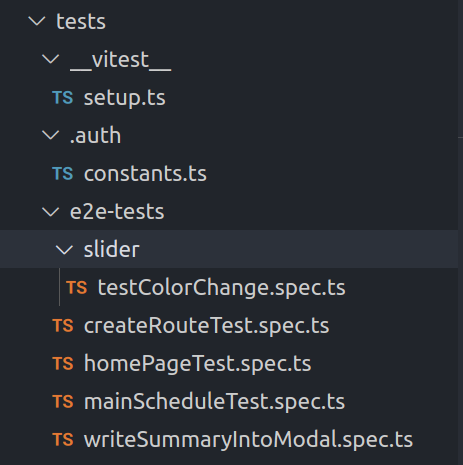 tests
__vitest__
TS setup.ts
.auth
TS constants.ts
e2e-tests
slider
TS testColorChange.spec.ts
TS createRouteTest.spec.ts
TS homePageTest.spec.ts
TS mainScheduleTest.spec.ts
TS writeSummaryIntoModal.spec.ts